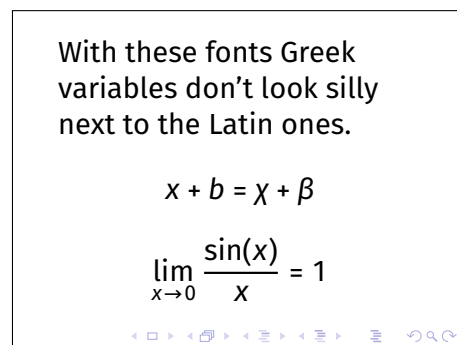 With these fonts Greek
variables don’t look silly
next to the Latin ones.
x + b = χ + β
lim x→0 sin(x)/x = 1